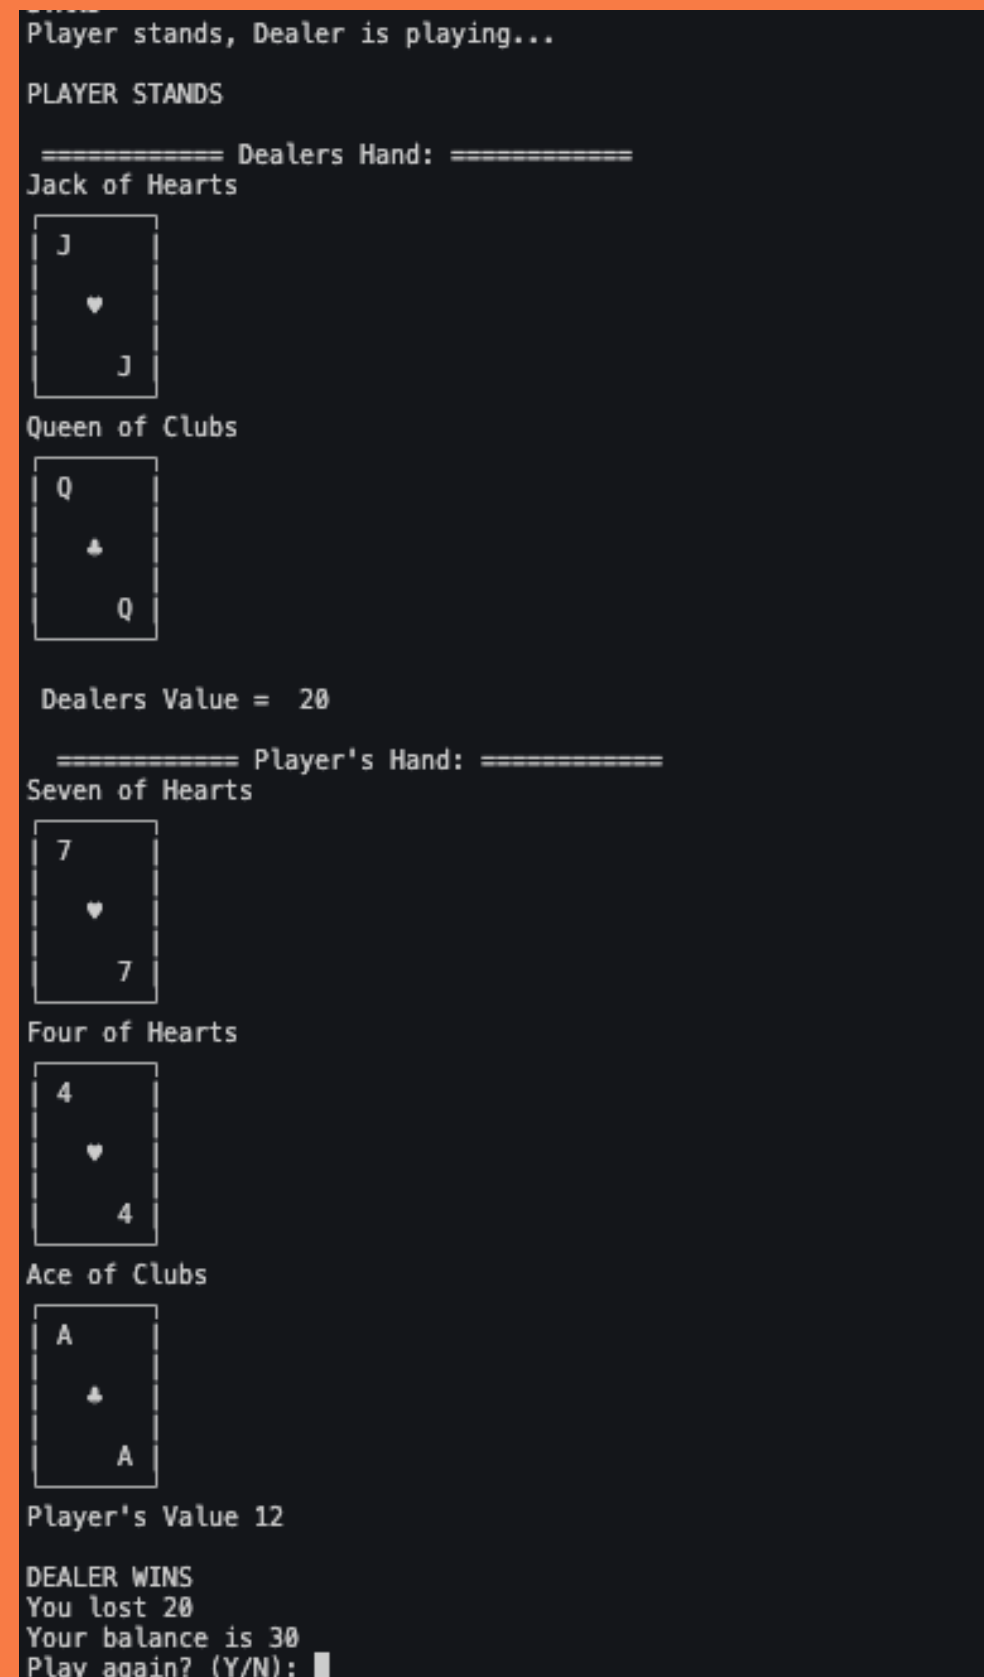 Player stands, Dealer is playing...
PLAYER STANDS
============ Dealers Hand: ============
Jack of Hearts
J
♥
J
Queen of Clubs
Q
♣
Q
Dealers Value =  20
============ Player's Hand: ============
Seven of Hearts
7
♥
7
Four of Hearts
4
♥
4
Ace of Clubs
A
♣
A
Player's Value 12
DEALER WINS
You lost 20
Your balance is 30
Play again? (Y/N):